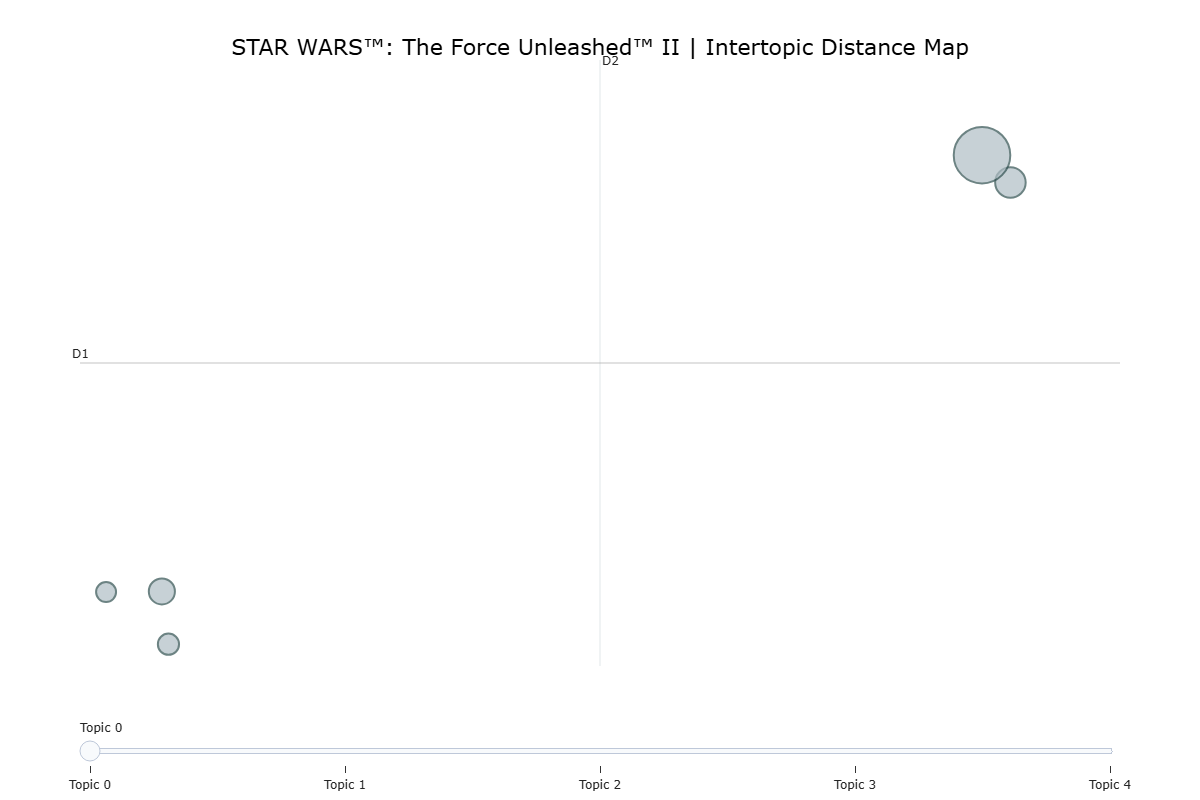 STAR WARS™: The Force Unleashed™ II | Intertopic Distance Map
D2
D1
Topic 0
Topic 0 Topic 1 Topic 2 Topic 3 Topic 4